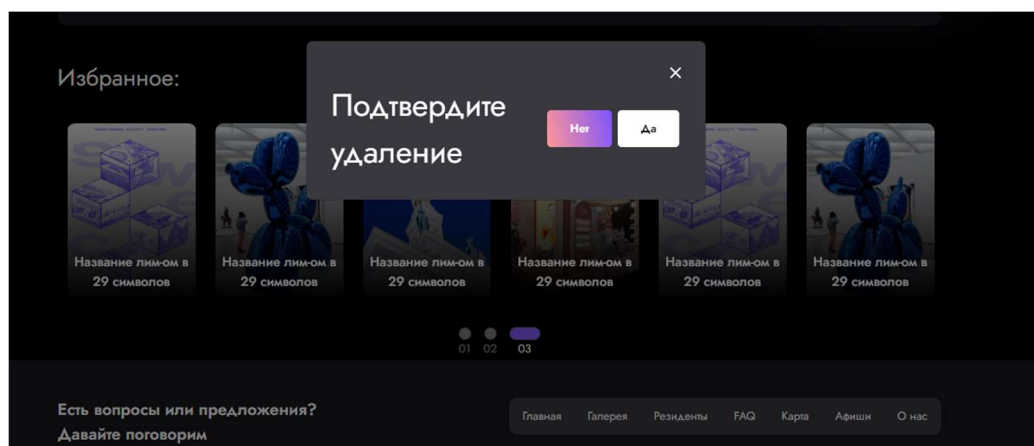 Избранное:
Подтвердите
удаление
Нет
Да
Название лим-ом в
29 символов
Название лим-ом в
29 символов
Название лим-ом в
29 символов
Название лим-ом в
29 символов
Название лим-ом в
29 символов
Название лим-ом в
29 символов
01
02
03
Есть вопросы или предложения?
Давайте поговорим
Главная
Галерея
Резиденты
FAQ
Карта
Афиши
О нас